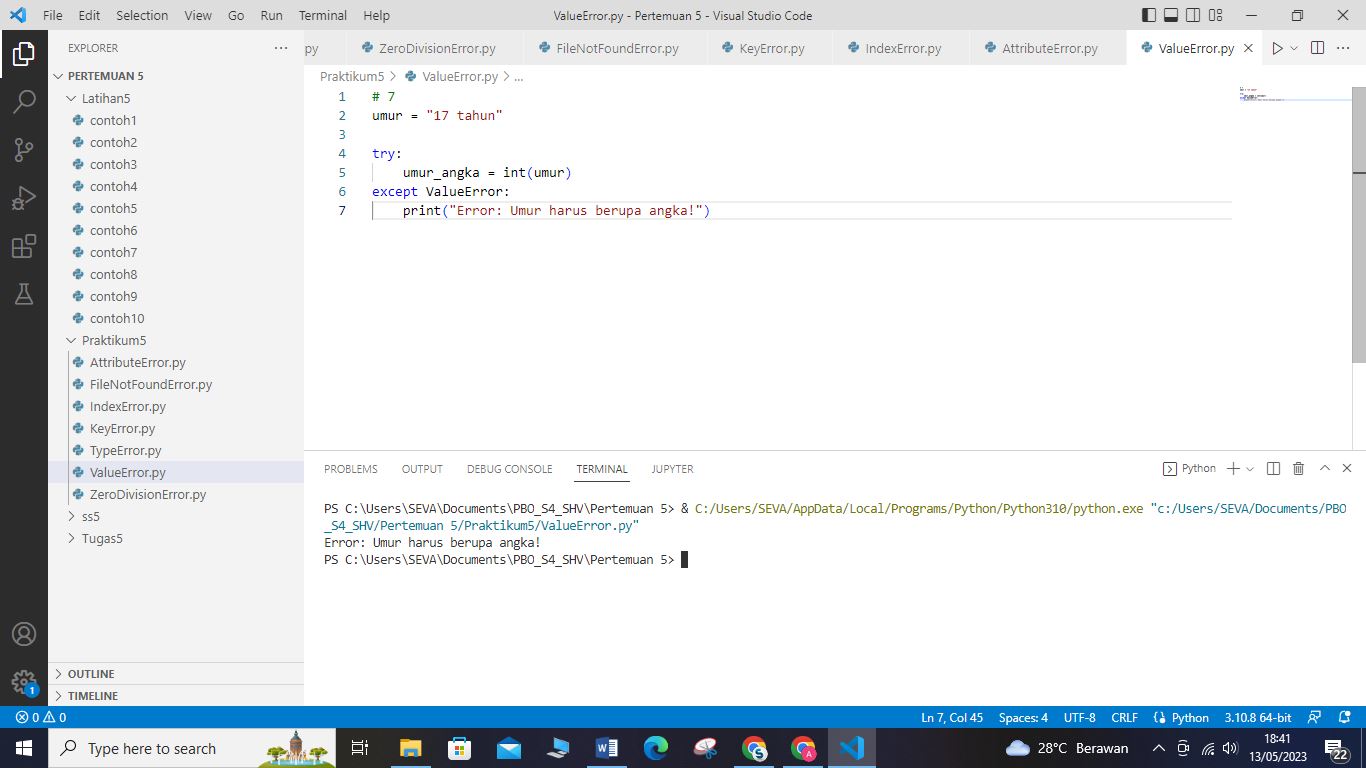 File Edit Selection View Go Run Terminal Help ValueError.py - Pertemuan 5 - Visual Studio Code
EXPLORER
py ZeroDivisionError.py FileNotFoundError.py KeyError.py IndexError.py AttributeError.py ValueError.py
PERTEMUAN 5
Latihan5
contoh1
contoh2
contoh3
contoh4
contoh5
contoh6
contoh7
contoh8
contoh9
contoh10
Praktikum5
AttributeError.py
FileNotFoundError.py
IndexError.py
KeyError.py
TypeError.py
ValueError.py
ZeroDivisionError.py
ss5
Tugas5
OUTLINE
TIMELINE
Praktikum5 > ValueError.py > ...
1 # 7
2 umur = "17 tahun"
3
4 try:
5     umur_angka = int(umur)
6 except ValueError:
7     print("Error: Umur harus berupa angka!")
PROBLEMS OUTPUT DEBUG CONSOLE TERMINAL JUPYTER Python
PS C:\Users\SEVA\Documents\PBO_S4_SHV\Pertemuan 5> & C:/Users/SEVA/AppData/Local/Programs/Python/Python310/python.exe "c:/Users/SEVA/Documents/PBO
_S4_SHV/Pertemuan 5/Praktikum5/ValueError.py"
Error: Umur harus berupa angka!
PS C:\Users\SEVA\Documents\PBO_S4_SHV\Pertemuan 5>
1
0 0 Ln 7, Col 45 Spaces: 4 UTF-8 CRLF Python 3.10.8 64-bit
Type here to search W S A 28°C Berawan 18:41
13/05/2023 22